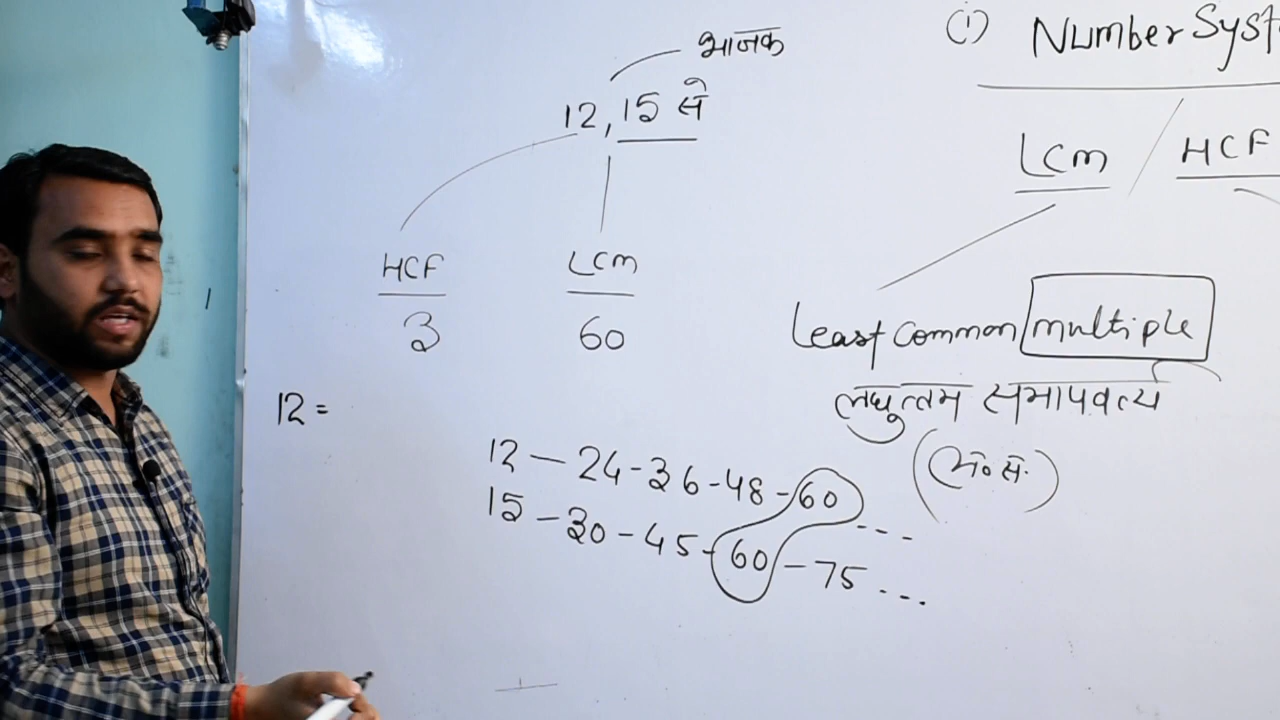 (i) Number Syst
भाजक
12, 15 से
LCM / HCF
HCF
LCM
3
60
Least common multiple
लघुत्तम समापवर्त्य
12 =
12 – 24 - 36 - 48 - 60 ---
15 – 30 - 45 - 60 - 75 ...